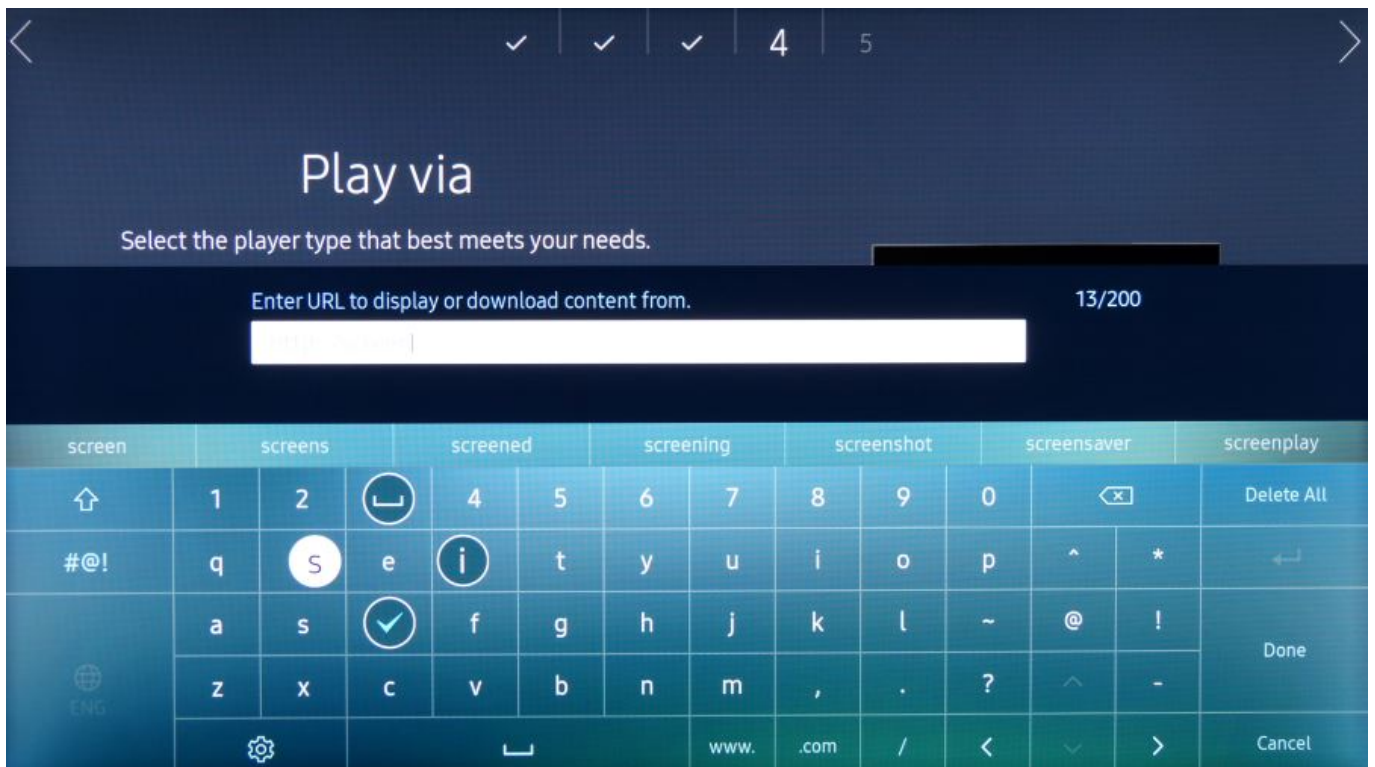 4 5
Play via
Select the player type that best meets your needs.
Enter URL to display or download content from.
13/200
screen screens screened screening screenshot screensaver screenplay
1 2 4 5 6 7 8 9 0 Delete All
#@! q s e i t y u i o p ^ *
a s f g h j k l ~ @ !
Done
z x c v b n m , . ? ^ -
ENG
www. .com / < > Cancel